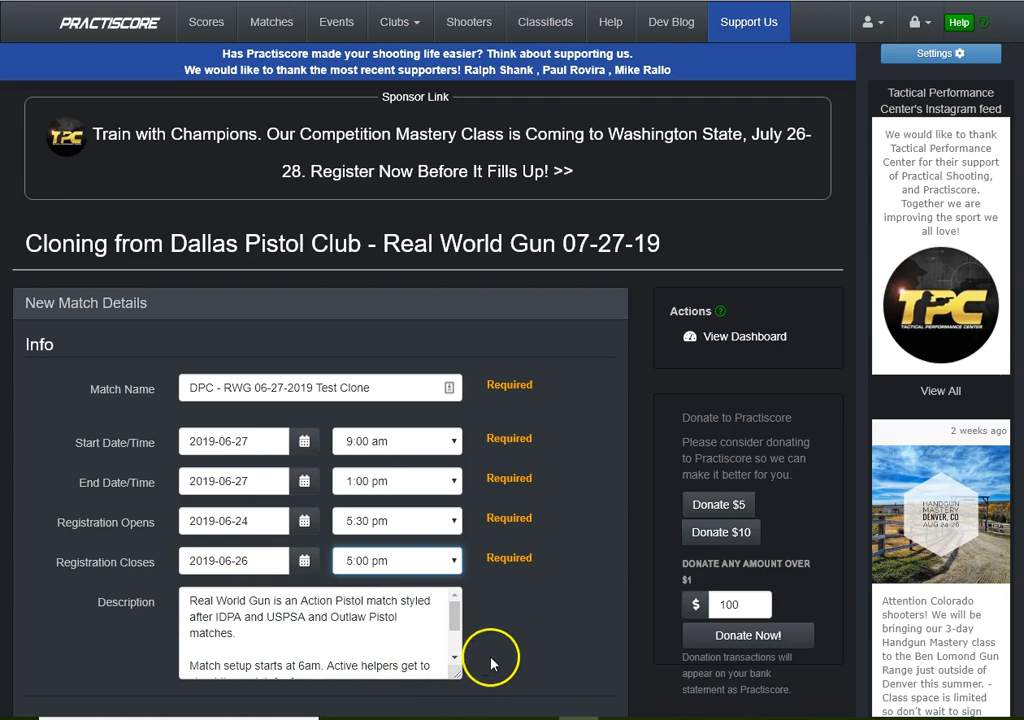 PRACTISCORE Scores Matches Events Clubs Shooters Classifieds Help Dev Blog Support Us Help
Has Practiscore made your shooting life easier? Think about supporting us.
We would like to thank the most recent supporters! Ralph Shank , Paul Rovira , Mike Rallo
Settings
Sponsor Link
TPC Train with Champions. Our Competition Mastery Class is Coming to Washington State, July 26-
28. Register Now Before It Fills Up! >>
Cloning from Dallas Pistol Club - Real World Gun 07-27-19
New Match Details
Info
Match Name DPC - RWG 06-27-2019 Test Clone Required
Start Date/Time 2019-06-27 9:00 am Required
End Date/Time 2019-06-27 1:00 pm Required
Registration Opens 2019-06-24 5:30 pm Required
Registration Closes 2019-06-26 5:00 pm Required
Description Real World Gun is an Action Pistol match styled
after IDPA and USPSA and Outlaw Pistol
matches.
Match setup starts at 6am. Active helpers get to
Actions
View Dashboard
Donate to Practiscore
Please consider donating
to Practiscore so we can
make it better for you.
Donate $5
Donate $10
DONATE ANY AMOUNT OVER
$1
$ 100
Donate Now!
Donation transactions will
appear on your bank
statement as Practiscore.
Tactical Performance
Center's Instagram feed
We would like to thank
Tactical Performance
Center for their support
of Practical Shooting,
and Practiscore.
Together we are
improving the sport we
all love!
TPC
TACTICAL PERFORMANCE
CENTER
View All
2 weeks ago
HANDGUN
MASTERY
DENVER, CO
AUG 24-26
Attention Colorado
shooters! We will be
bringing our 3-day
Handgun Mastery class
to the Ben Lomond Gun
Range just outside of
Denver this summer. -
Class space is limited
so don't wait to sign